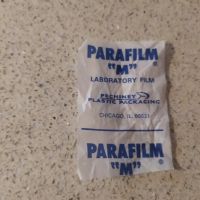 PARAFILM ®
"M"
LABORATORY FILM
PECHINEY
PLASTIC PACKAGING
CHICAGO, IL 60631
PARAFILM ®
"M"